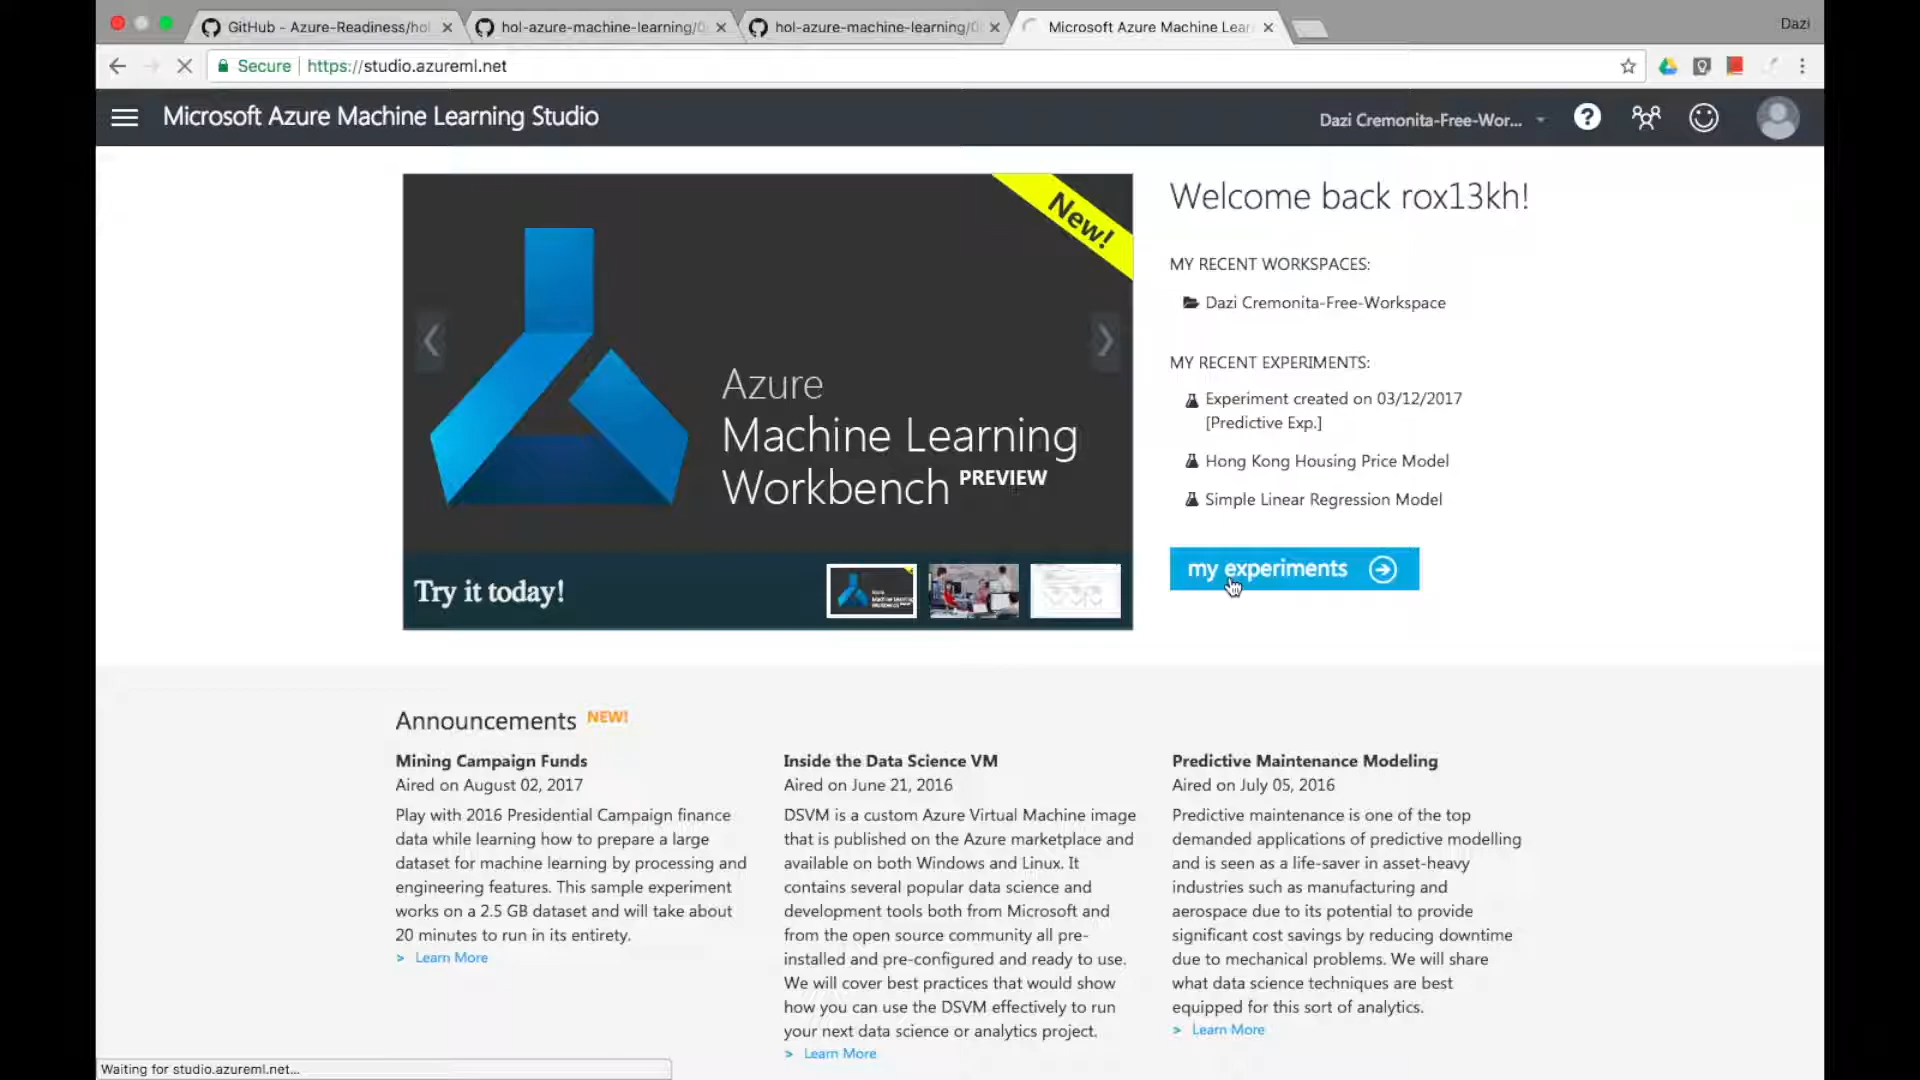 GitHub - Azure-Readiness/hol
hol-azure-machine-learning/0
hol-azure-machine-learning/0
Microsoft Azure Machine Lear
Dazi
Secure
https://studio.azureml.net
Microsoft Azure Machine Learning Studio
Dazi Cremonita-Free-Wor...
New!
Azure
Machine Learning
Workbench PREVIEW
Try it today!
Welcome back rox13kh!
MY RECENT WORKSPACES:
Dazi Cremonita-Free-Workspace
MY RECENT EXPERIMENTS:
Experiment created on 03/12/2017
[Predictive Exp.]
Hong Kong Housing Price Model
Simple Linear Regression Model
my experiments
Announcements NEW!
Mining Campaign Funds
Aired on August 02, 2017
Play with 2016 Presidential Campaign finance
data while learning how to prepare a large
dataset for machine learning by processing and
engineering features. This sample experiment
works on a 2.5 GB dataset and will take about
20 minutes to run in its entirety.
> Learn More
Inside the Data Science VM
Aired on June 21, 2016
DSVM is a custom Azure Virtual Machine image
that is published on the Azure marketplace and
available on both Windows and Linux. It
contains several popular data science and
development tools both from Microsoft and
from the open source community all pre-
installed and pre-configured and ready to use.
We will cover best practices that would show
how you can use the DSVM effectively to run
your next data science or analytics project.
> Learn More
Predictive Maintenance Modeling
Aired on July 05, 2016
Predictive maintenance is one of the top
demanded applications of predictive modelling
and is seen as a life-saver in asset-heavy
industries such as manufacturing and
aerospace due to its potential to provide
significant cost savings by reducing downtime
due to mechanical problems. We will share
what data science techniques are best
equipped for this sort of analytics.
> Learn More
Waiting for studio.azureml.net...